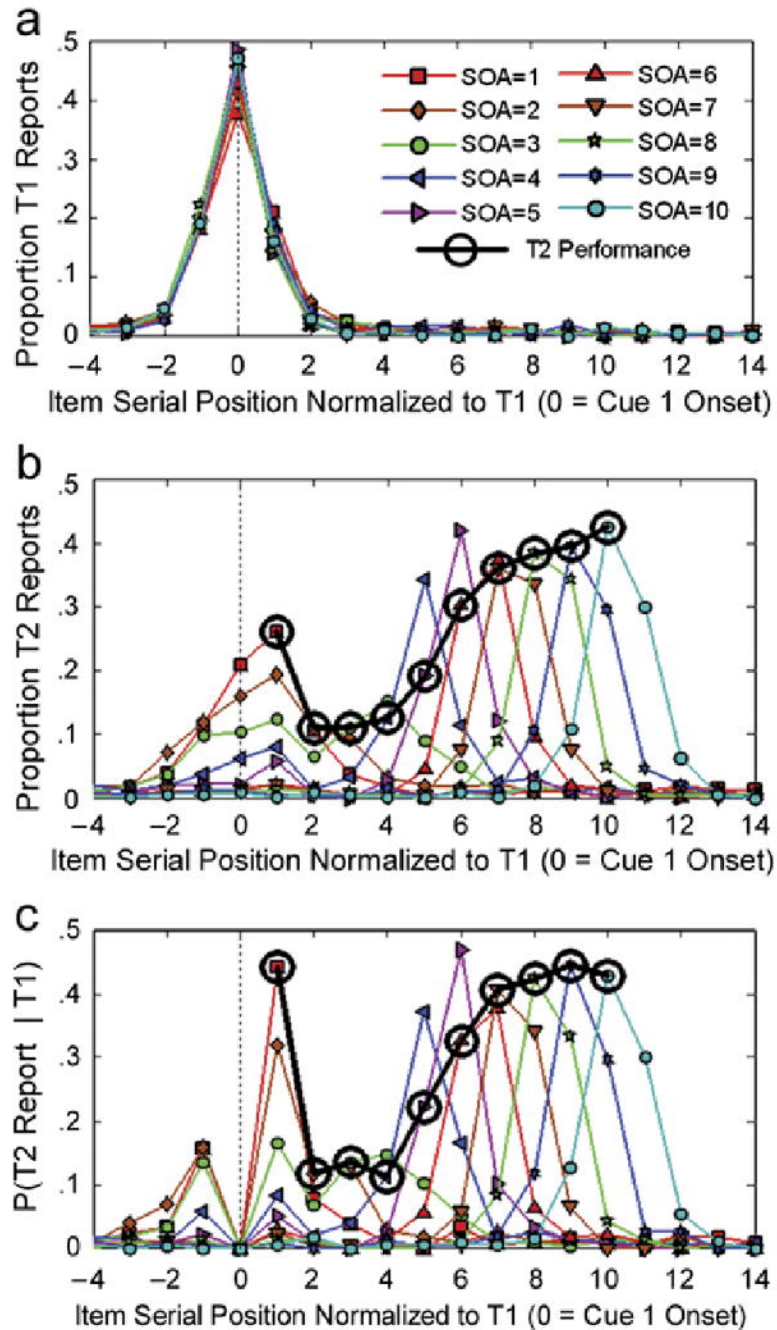 a
.5
.4
.3
.2
.1
0
Proportion T1 Reports
SOA=1 SOA=6
SOA=2 SOA=7
SOA=3 SOA=8
SOA=4 SOA=9
SOA=5 SOA=10
T2 Performance
−4 −2 0 2 4 6 8 10 12 14
Item Serial Position Normalized to T1 (0 = Cue 1 Onset)
b
.5
.4
.3
.2
.1
0
Proportion T2 Reports
−4 −2 0 2 4 6 8 10 12 14
Item Serial Position Normalized to T1 (0 = Cue 1 Onset)
c
.5
.4
.3
.2
.1
0
P(T2 Report | T1)
−4 −2 0 2 4 6 8 10 12 14
Item Serial Position Normalized to T1 (0 = Cue 1 Onset)